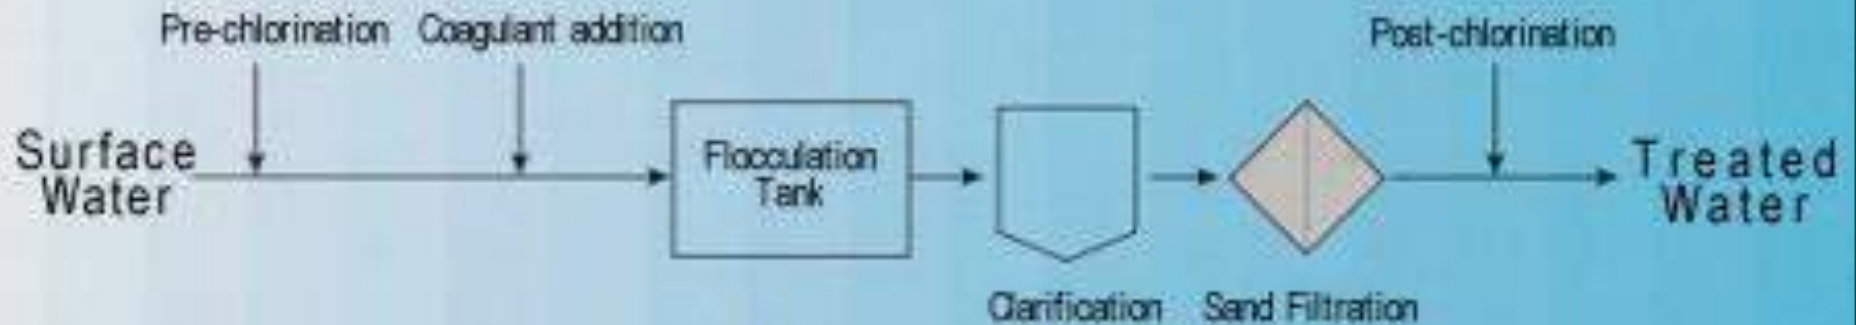 Pre-chlorination
Coagulant addition
Post-chlorination
Surface
Water
Flocculation
Tank
Treated
Water
Clarification
Sand Filtration